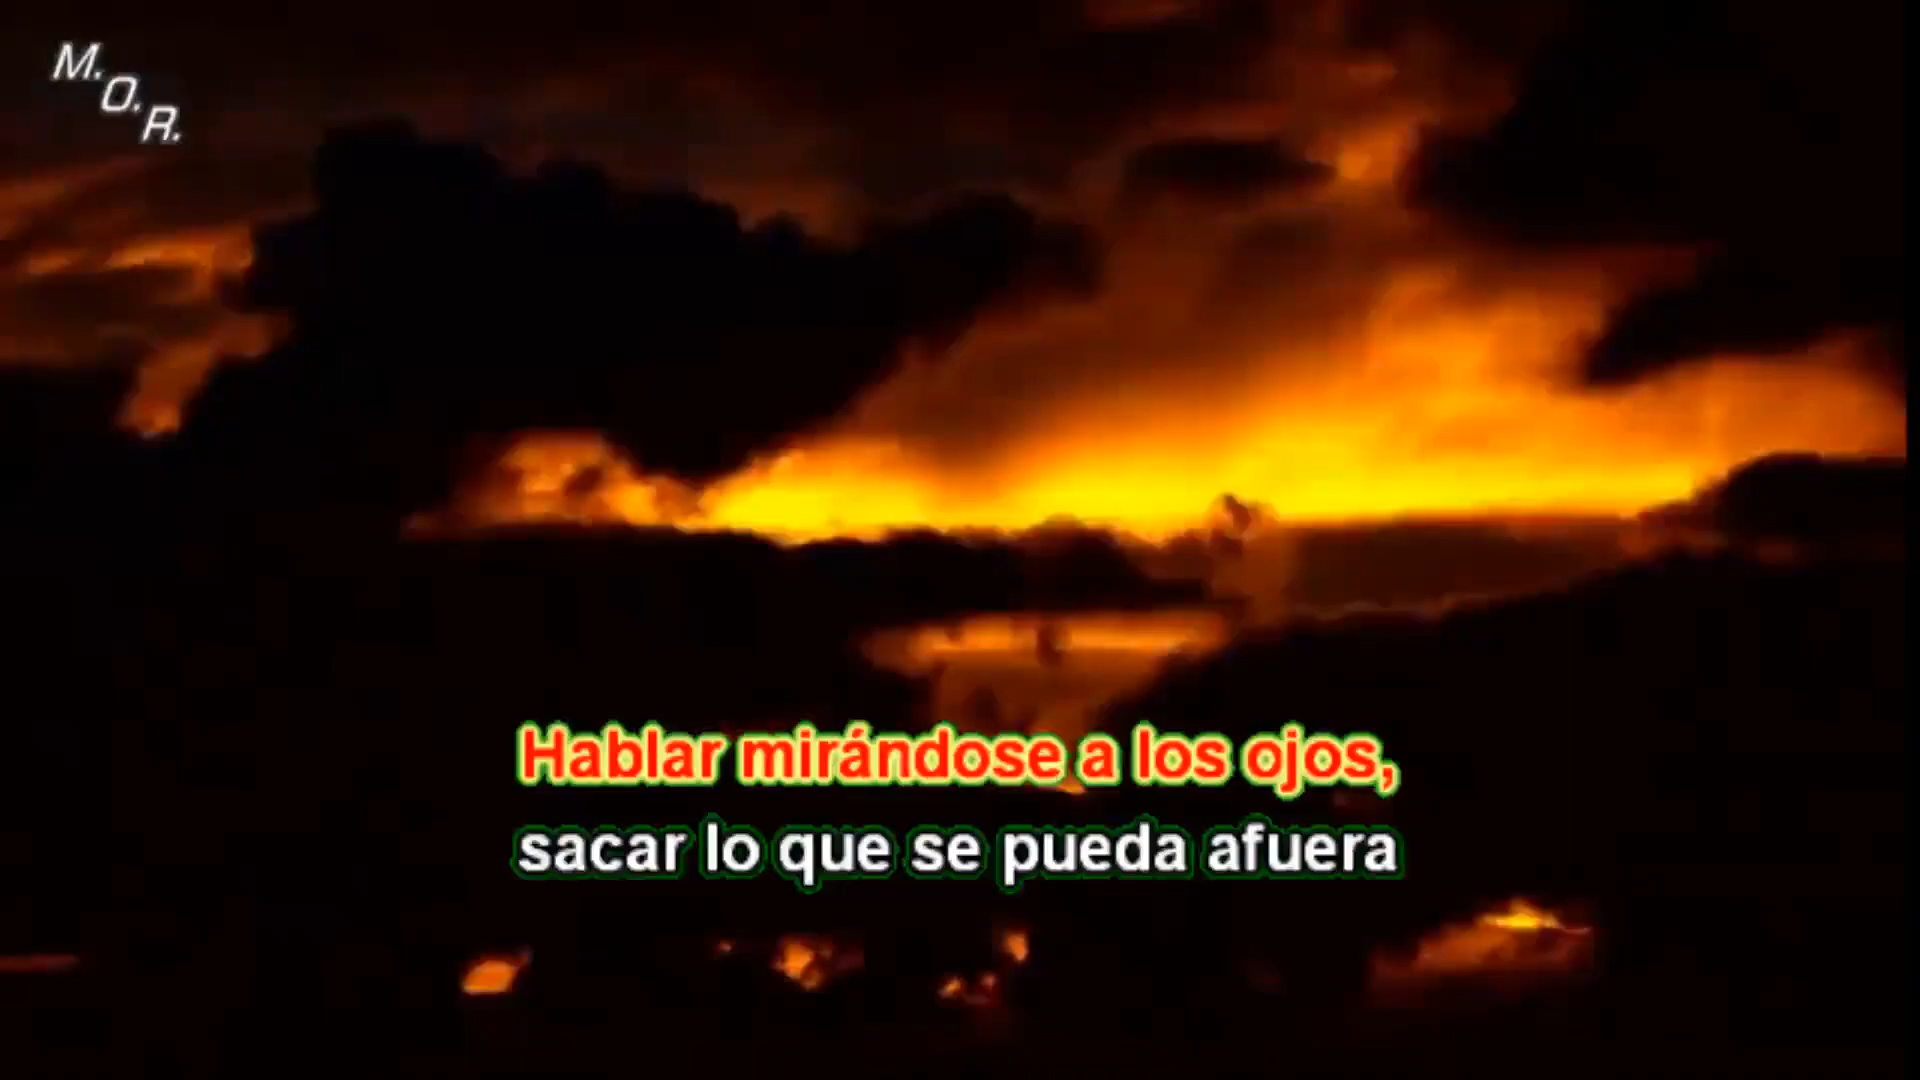 M.
O.
R.
Hablar mirándose a los ojos,
sacar lo que se pueda afuera